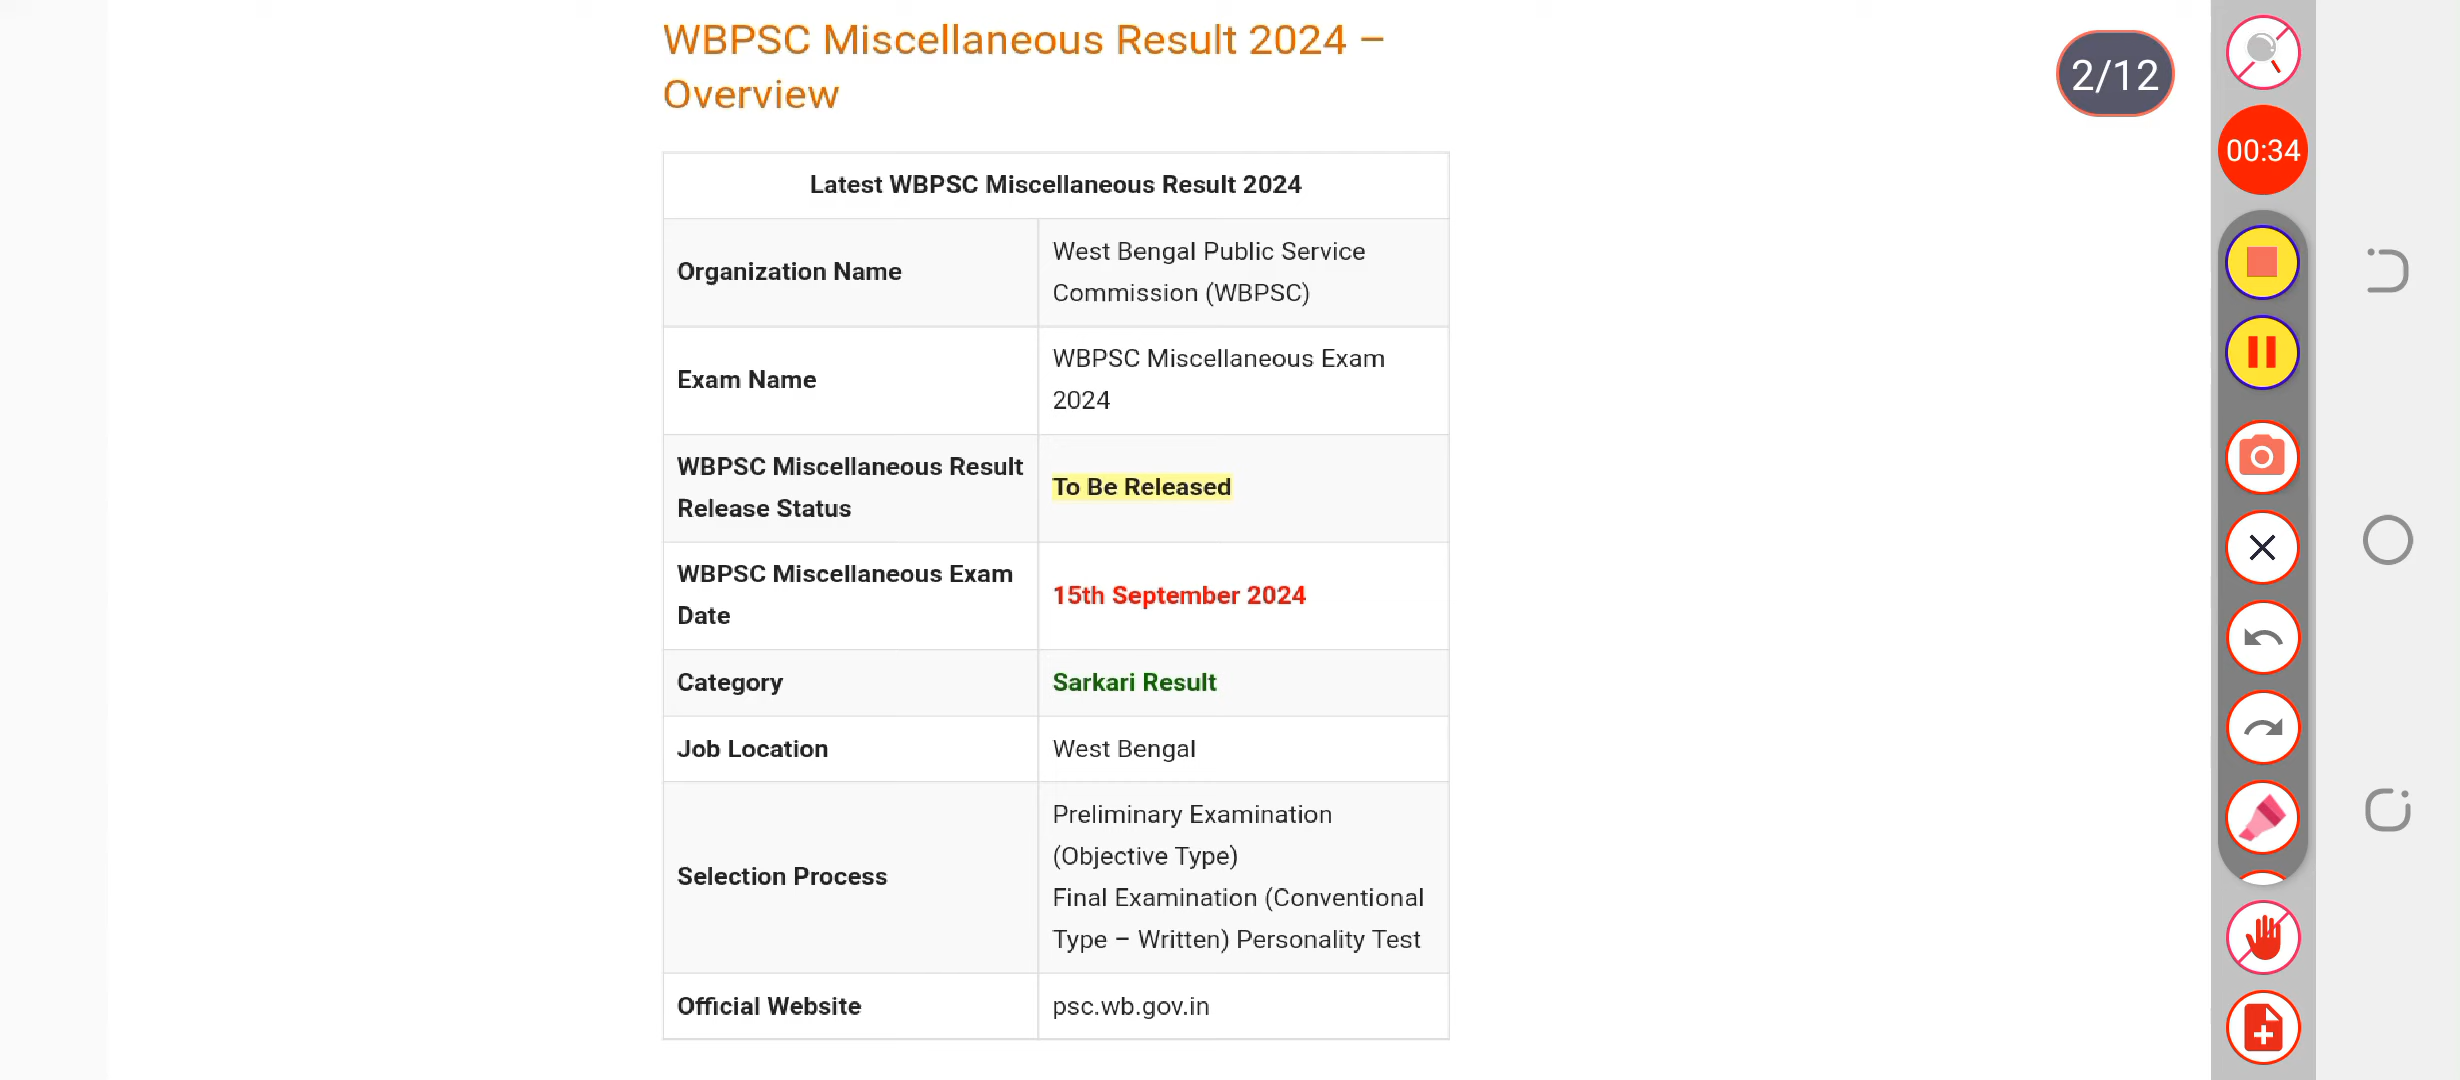 WBPSC Miscellaneous Result 2024 –
Overview
2/12
00:34
Latest WBPSC Miscellaneous Result 2024
Organization Name
West Bengal Public Service
Commission (WBPSC)
Exam Name
WBPSC Miscellaneous Exam
2024
WBPSC Miscellaneous Result
Release Status
To Be Released
WBPSC Miscellaneous Exam
Date
15th September 2024
Category
Sarkari Result
Job Location
West Bengal
Selection Process
Preliminary Examination
(Objective Type)
Final Examination (Conventional
Type – Written) Personality Test
Official Website
psc.wb.gov.in